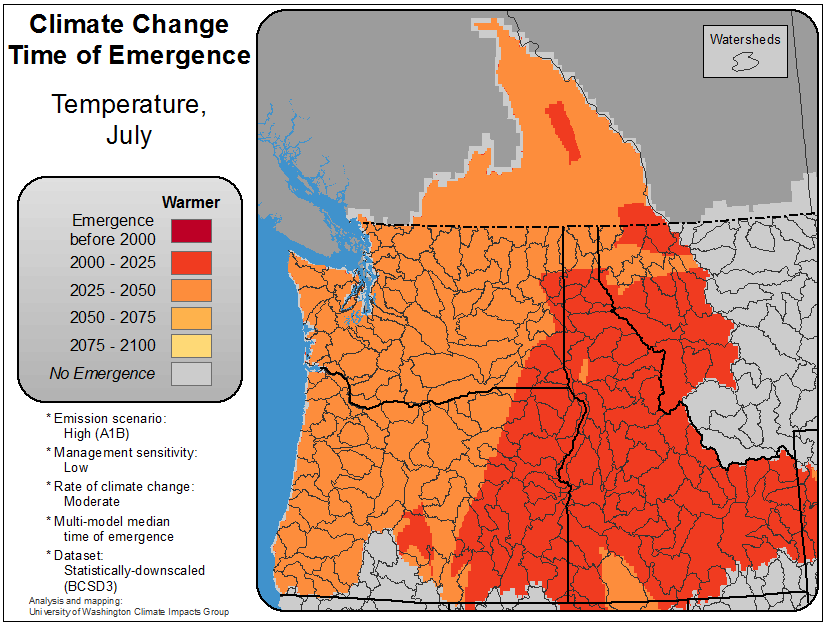 Climate Change
Time of Emergence
Temperature,
July
Warmer
Emergence
before 2000
2000 - 2025
2025 - 2050
2050 - 2075
2075 - 2100
No Emergence
* Emission scenario:
High (A1B)
* Management sensitivity:
Low
* Rate of climate change:
Moderate
* Multi-model median
time of emergence
* Dataset:
Statistically-downscaled
(BCSD3)
Analysis and mapping:
University of Washington Climate Impacts Group
Watersheds